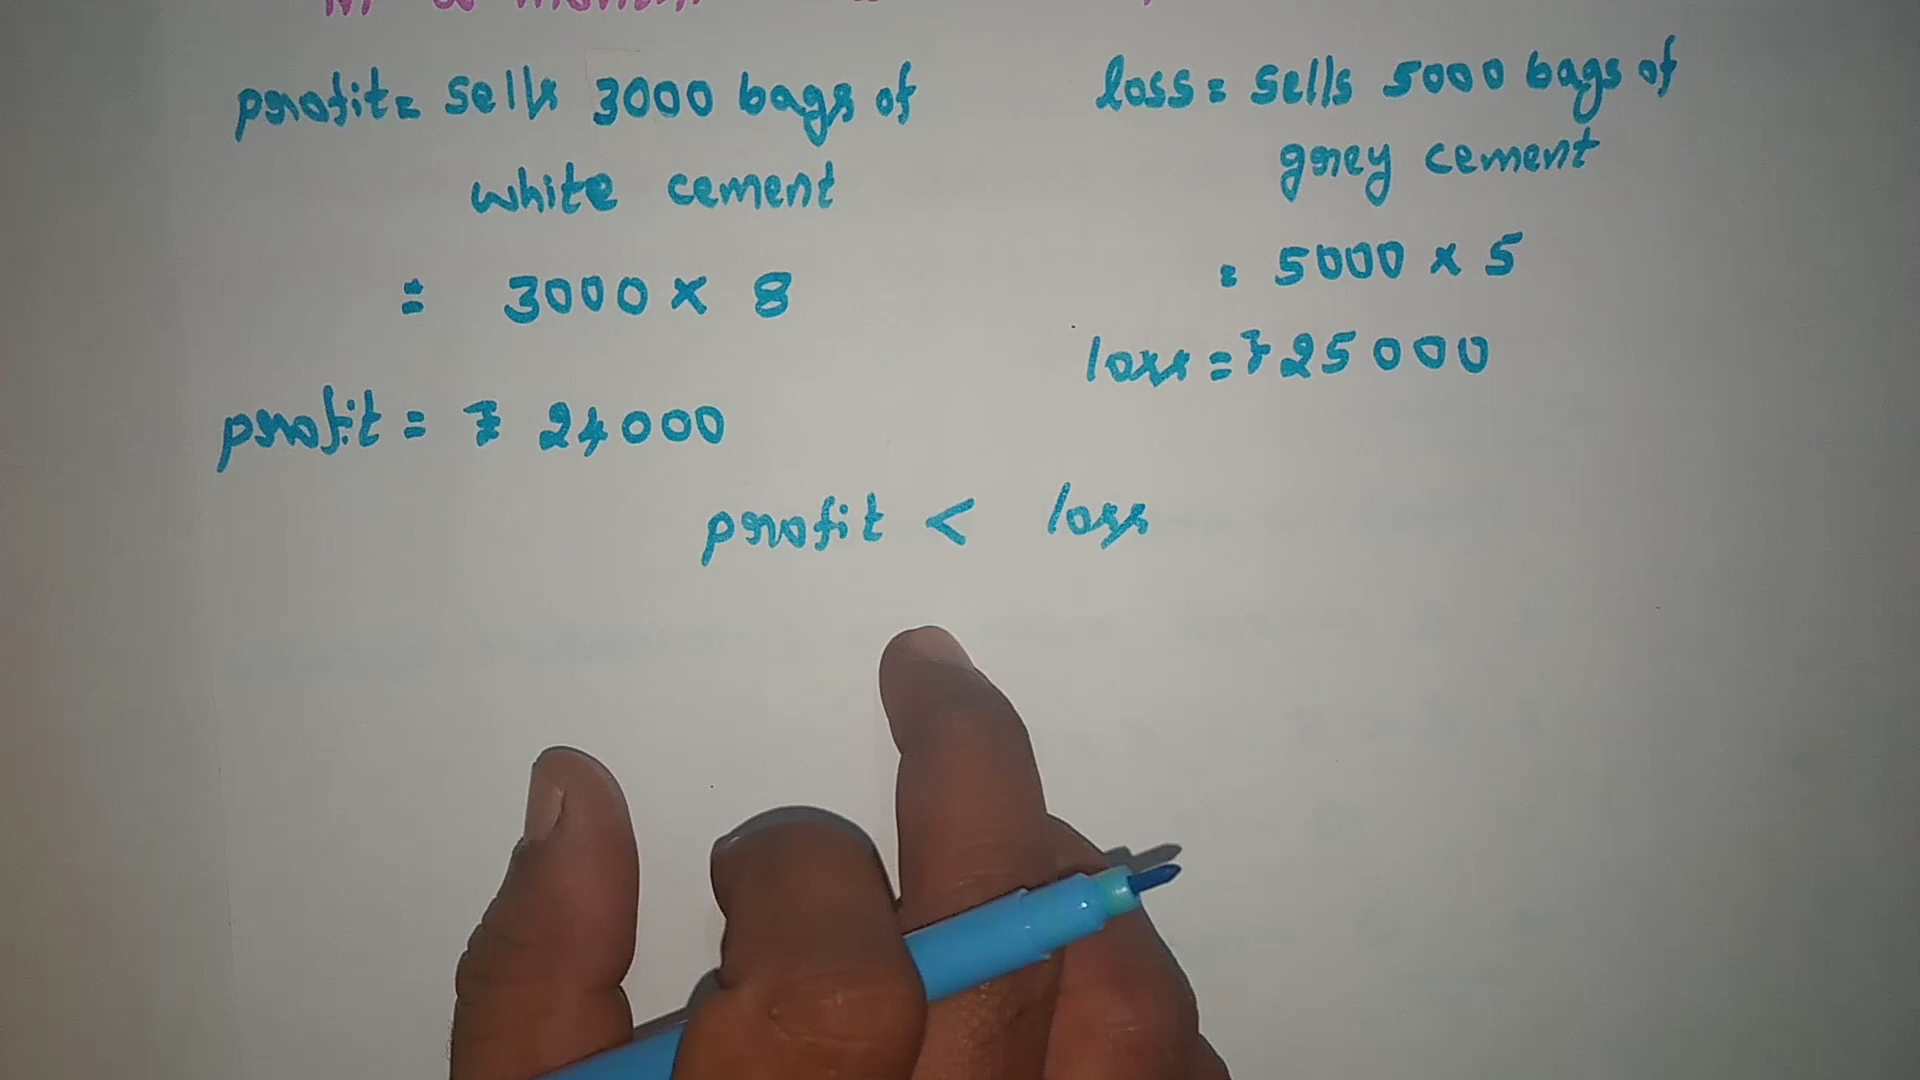 profit = sells 3000 bags of
white cement
= 3000 × 8
profit = ₹ 24000
loss = sells 5000 bags of
grey cement
= 5000 × 5
loss = ₹ 25000
profit < loss